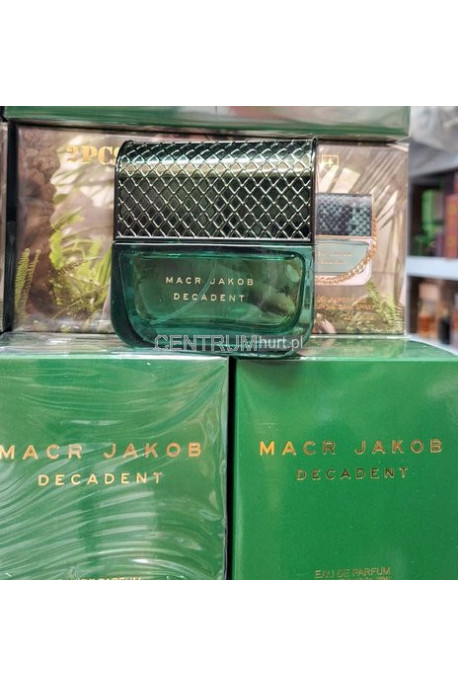 2PCS
MACR JAKOB
DECADENT
CENTRUMhurt.pl
MACR JAKOB
DECADENT
MACR JAKOB
DECADENT
EAU DE PARFUM